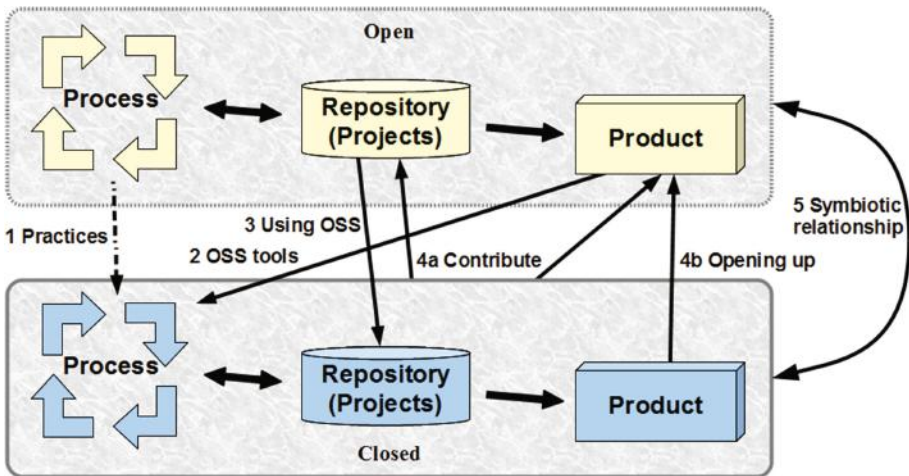 Open
Process
Repository
(Projects)
Product
1 Practices
3 Using OSS
2 OSS tools
4a Contribute
4b Opening up
5 Symbiotic
relationship
Process
Repository
(Projects)
Product
Closed